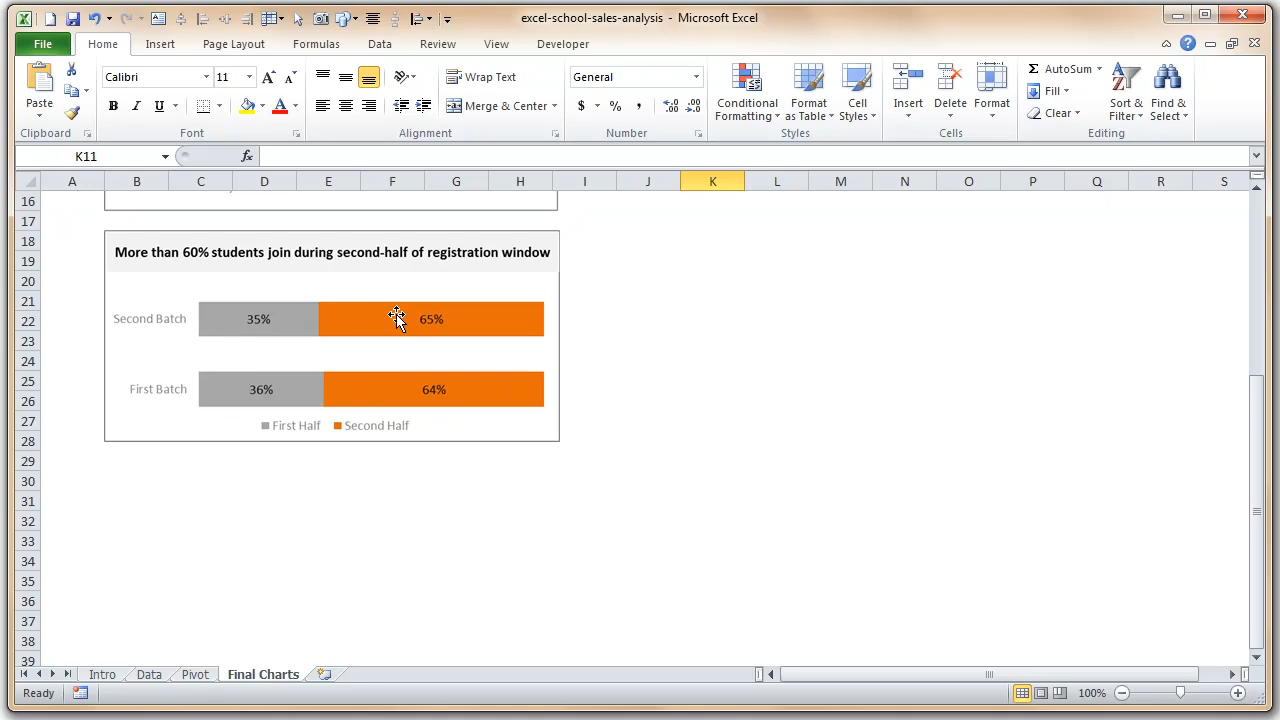 excel-school-sales-analysis - Microsoft Excel
File Home Insert Page Layout Formulas Data Review View Developer
Calibri 11 Wrap Text General AutoSum
Paste Fill
B I U Merge & Center $ % , Conditional Formatting Format as Table Cell Styles Insert Delete Format Clear Sort & Filter Find & Select
Clipboard Font Alignment Number Styles Cells Editing
K11 fx
A B C D E F G H I J K L M N O P Q R S
16
17
18
More than 60% students join during second-half of registration window
19
20
21
Second Batch 35% 65%
22
23
24
25
First Batch 36% 64%
26
27 First Half Second Half
28
29
30
31
32
33
34
35
36
37
38
39
Intro Data Pivot Final Charts
Ready 100%